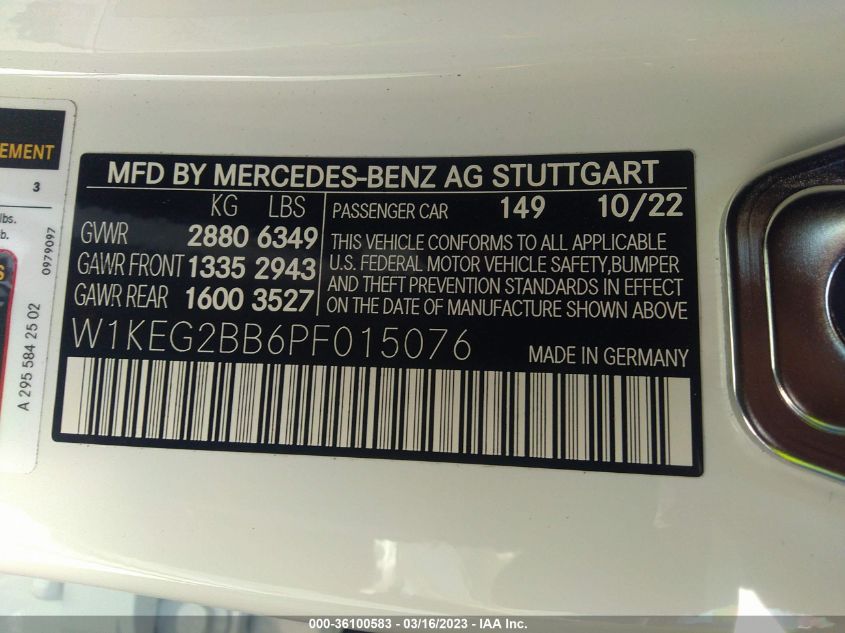 EMENT
3
lbs.
b.
S
0979097
A 295 584 25 02
MFD BY MERCEDES-BENZ AG STUTTGART
KG LBS
GVWR 2880 6349
GAWR FRONT 1335 2943
GAWR REAR 1600 3527
PASSENGER CAR 149 10/22
THIS VEHICLE CONFORMS TO ALL APPLICABLE
U.S. FEDERAL MOTOR VEHICLE SAFETY,BUMPER
AND THEFT PREVENTION STANDARDS IN EFFECT
ON THE DATE OF MANUFACTURE SHOWN ABOVE
W1KEG2BB6PF015076
MADE IN GERMANY
000-36100583 - 03/16/2023 - IAA Inc.